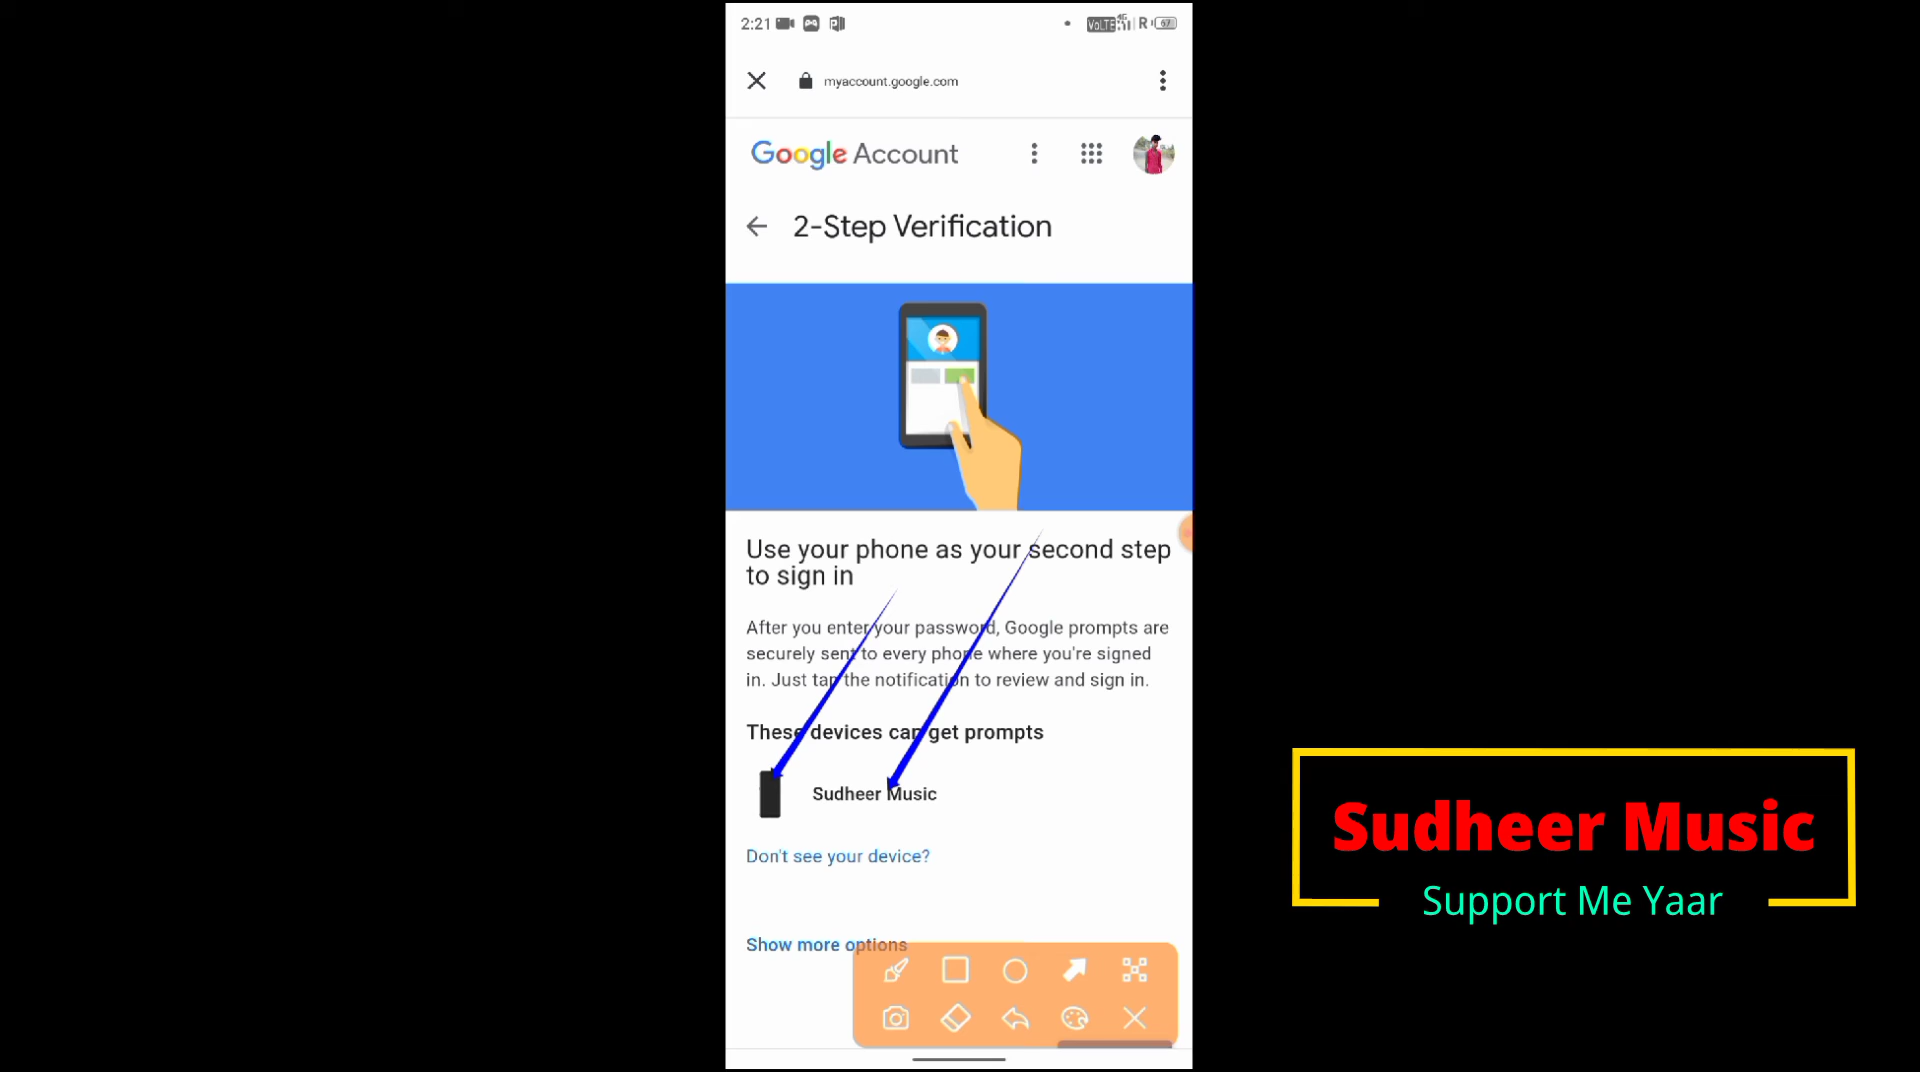 2:21
VoLTE 4G R 67
myaccount.google.com
Google Account
2-Step Verification
Use your phone as your second step
to sign in
After you enter your password, Google prompts are
securely sent to every phone where you're signed
in. Just tap the notification to review and sign in.
These devices can get prompts
Sudheer Music
Don't see your device?
Show more options
Sudheer Music
Support Me Yaar